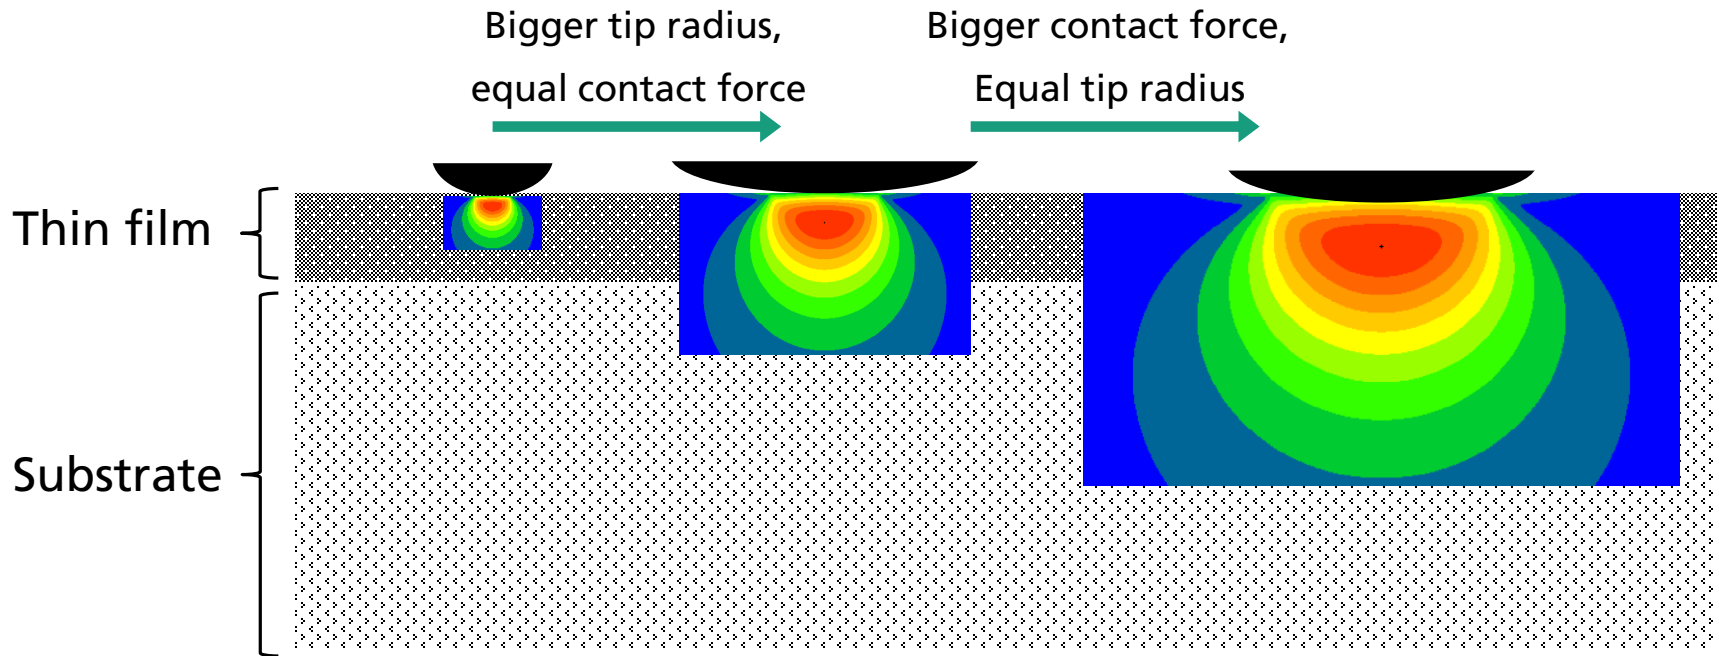 Bigger tip radius,
equal contact force
Bigger contact force,
Equal tip radius
Thin film
Substrate